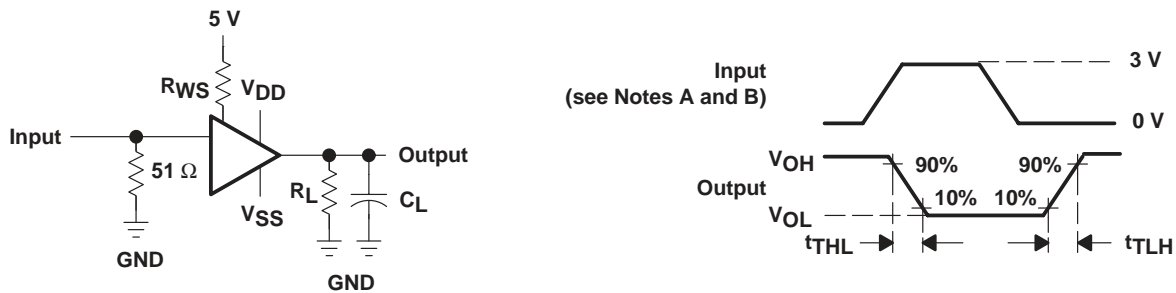 5 V
RWS
VDD
Input
51 Ω
Output
RL
CL
VSS
GND
GND
Input
(see Notes A and B)
3 V
0 V
VOH
90%
90%
Output
10%
10%
VOL
tTHL
tTLH